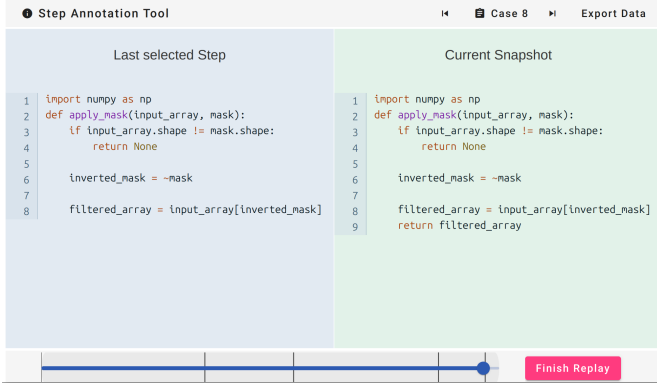 Step Annotation Tool
Case 8
Export Data
Last selected Step
1 import numpy as np
2 def apply_mask(input_array, mask):
3     if input_array.shape != mask.shape:
4         return None
5
6     inverted_mask = ~mask
7
8     filtered_array = input_array[inverted_mask]
Current Snapshot
1 import numpy as np
2 def apply_mask(input_array, mask):
3     if input_array.shape != mask.shape:
4         return None
5
6     inverted_mask = ~mask
7
8     filtered_array = input_array[inverted_mask]
9     return filtered_array
Finish Replay